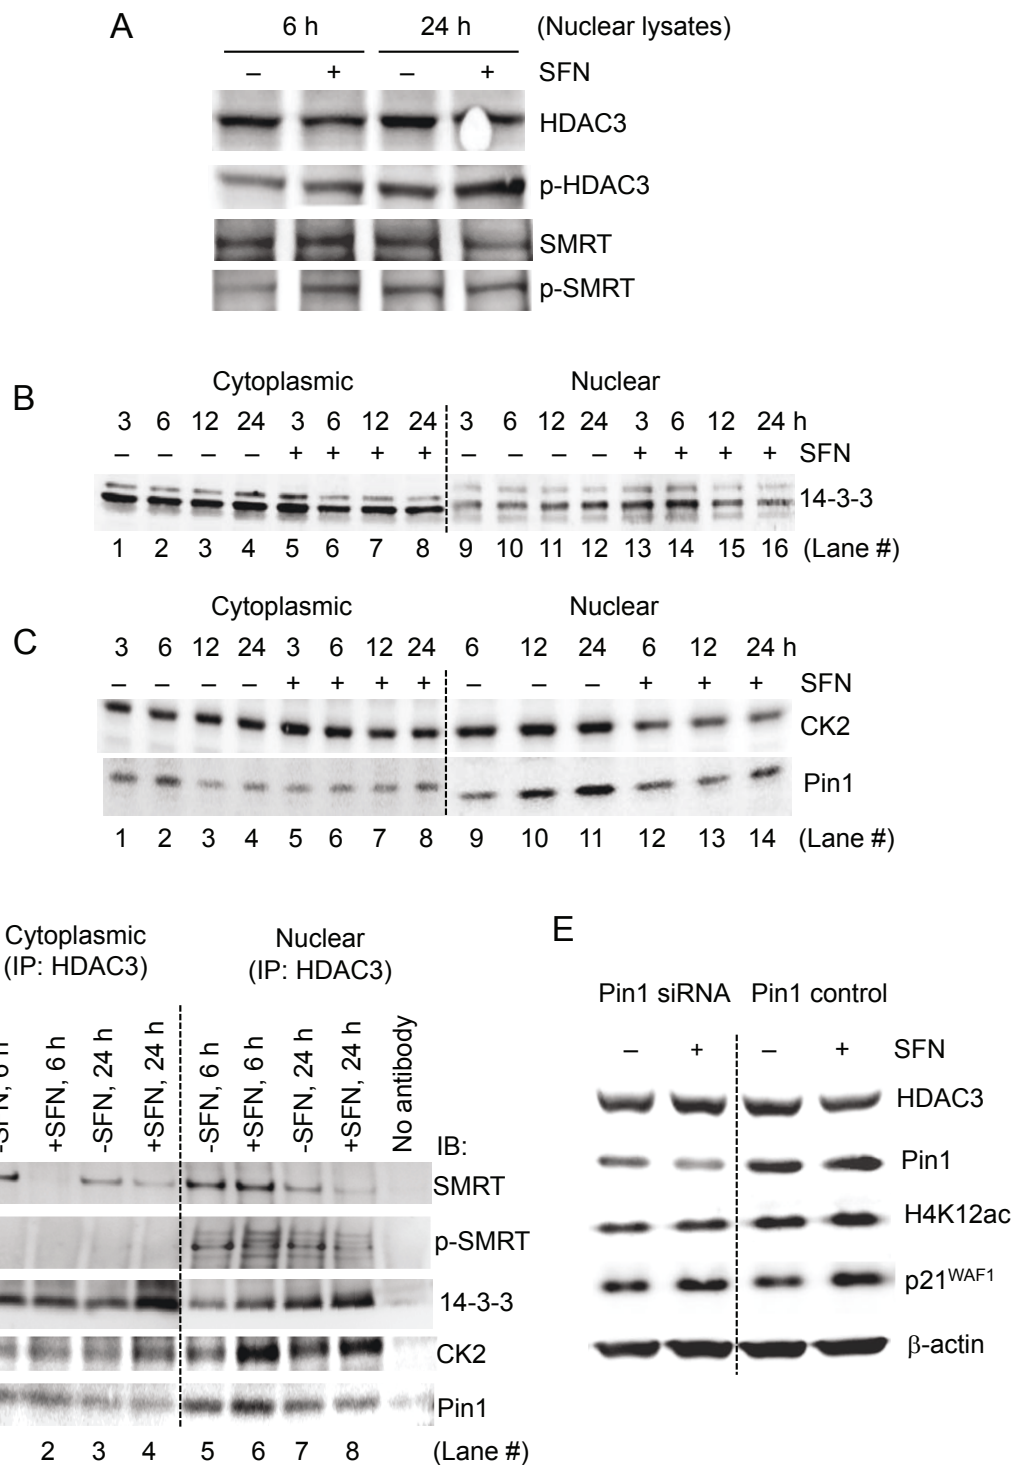 A
6 h 24 h (Nuclear lysates)
– + – + SFN
HDAC3
p-HDAC3
SMRT
p-SMRT
B
Cytoplasmic Nuclear
3 6 12 24 3 6 12 24 3 6 12 24 3 6 12 24 h
– – – – + + + + – – – – + + + + SFN
14-3-3
1 2 3 4 5 6 7 8 9 10 11 12 13 14 15 16 (Lane #)
C
Cytoplasmic Nuclear
3 6 12 24 3 6 12 24 6 12 24 6 12 24 h
– – – – + + + + – – – + + + SFN
CK2
Pin1
1 2 3 4 5 6 7 8 9 10 11 12 13 14 (Lane #)
Cytoplasmic
(IP: HDAC3)
Nuclear
(IP: HDAC3)
-SFN, 6 h
+SFN, 6 h
-SFN, 24 h
+SFN, 24 h
-SFN, 6 h
+SFN, 6 h
-SFN, 24 h
+SFN, 24 h
No antibody
IB:
SMRT
p-SMRT
14-3-3
CK2
Pin1
2 3 4 5 6 7 8 (Lane #)
E
Pin1 siRNA Pin1 control
– + – + SFN
HDAC3
Pin1
H4K12ac
p21WAF1
β-actin